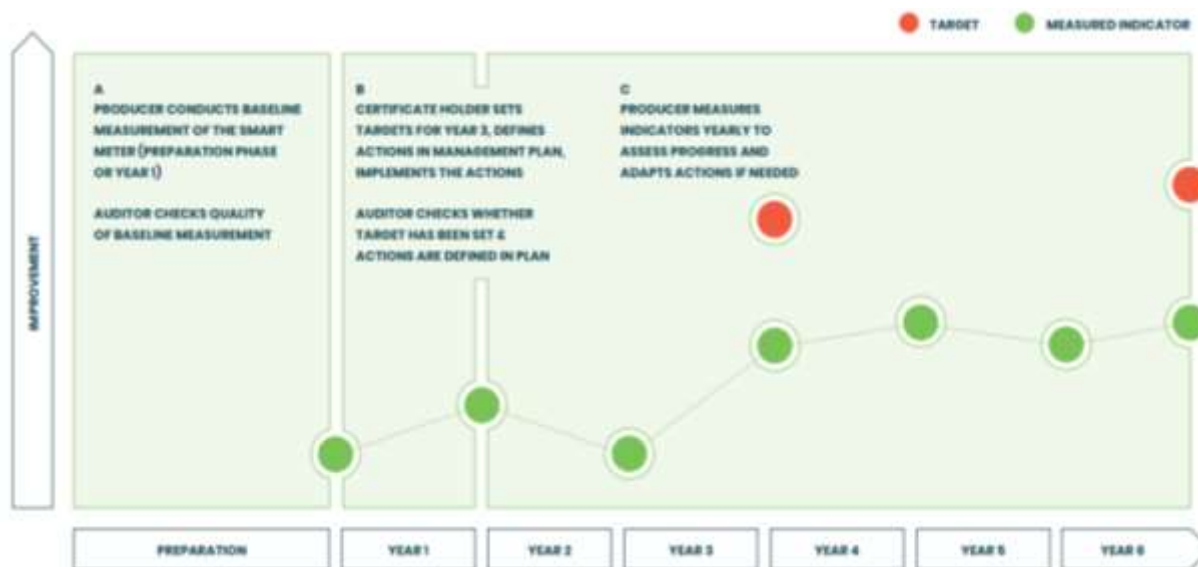 TARGET
MEASURED INDICATOR
A
PRODUCER CONDUCTS BASELINE
MEASUREMENT OF THE SMART
METER (PREPARATION PHASE
OR YEAR 1)
AUDITOR CHECKS QUALITY
OF BASELINE MEASUREMENT
B
CERTIFICATE HOLDER SETS
TARGETS FOR YEAR 3, DEFINES
ACTIONS IN MANAGEMENT PLAN,
IMPLEMENTS THE ACTIONS
AUDITOR CHECKS WHETHER
TARGET HAS BEEN SET &
ACTIONS ARE DEFINED IN PLAN
C
PRODUCER MEASURES
INDICATORS YEARLY TO
ASSESS PROGRESS AND
ADAPTS ACTIONS IF NEEDED
IMPROVEMENT
PREPARATION
YEAR 1
YEAR 2
YEAR 3
YEAR 4
YEAR 5
YEAR 6